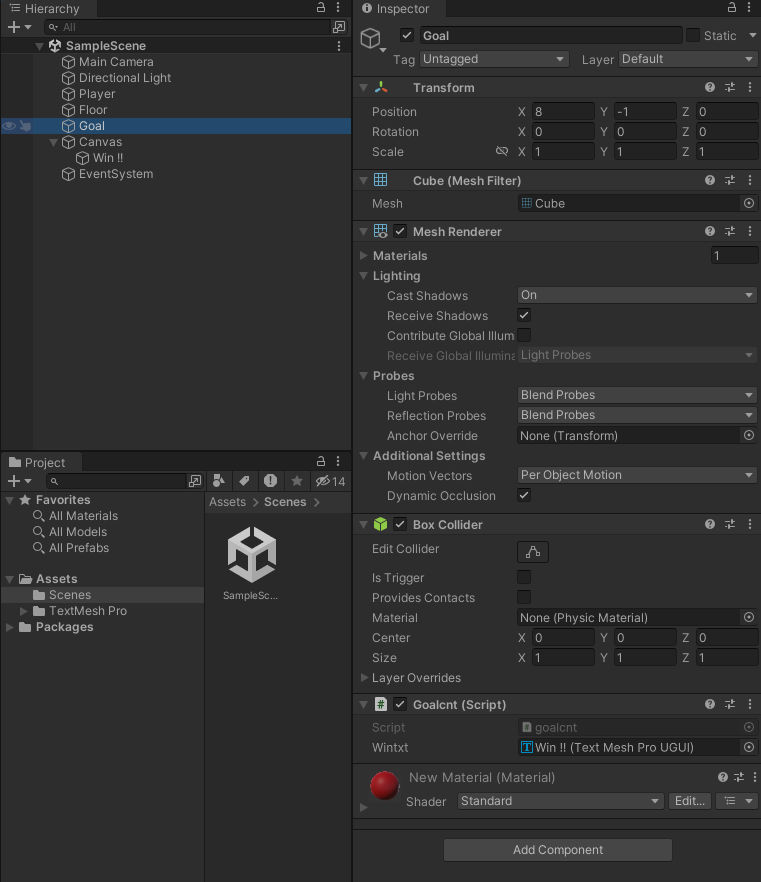 Hierarchy
All
SampleScene
Main Camera
Directional Light
Player
Floor
Goal
Canvas
Win !!
EventSystem
Project
14
Favorites
All Materials
All Models
All Prefabs
Assets
Scenes
TextMesh Pro
Packages
Assets > Scenes >
SampleSc...
Inspector
Goal Static
Tag Untagged Layer Default
Transform
Position X 8 Y -1 Z 0
Rotation X 0 Y 0 Z 0
Scale X 1 Y 1 Z 1
Cube (Mesh Filter)
Mesh Cube
Mesh Renderer
Materials 1
Lighting
Cast Shadows On
Receive Shadows
Contribute Global Illum
Receive Global Illumina Light Probes
Probes
Light Probes Blend Probes
Reflection Probes Blend Probes
Anchor Override None (Transform)
Additional Settings
Motion Vectors Per Object Motion
Dynamic Occlusion
Box Collider
Edit Collider
Is Trigger
Provides Contacts
Material None (Physic Material)
Center X 0 Y 0 Z 0
Size X 1 Y 1 Z 1
Layer Overrides
# Goalcnt (Script)
Script goalcnt
Wintxt Win !! (Text Mesh Pro UGUI)
New Material (Material)
Shader Standard Edit...
Add Component